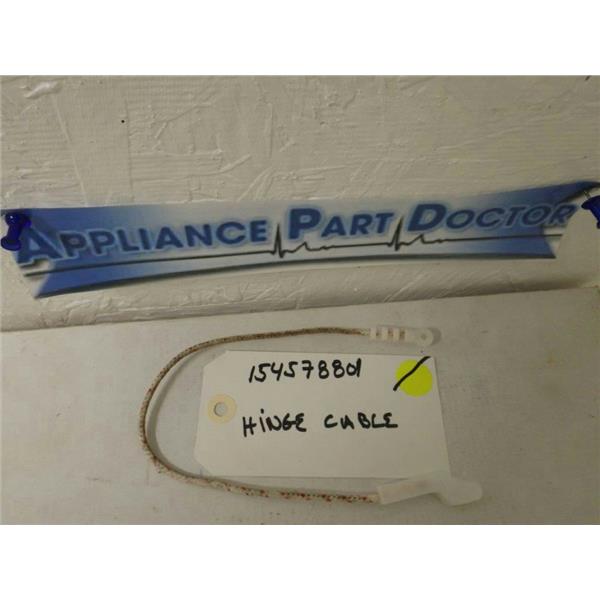 APPLIANCE PART DOCTOR
154578801
HINGE CABLE